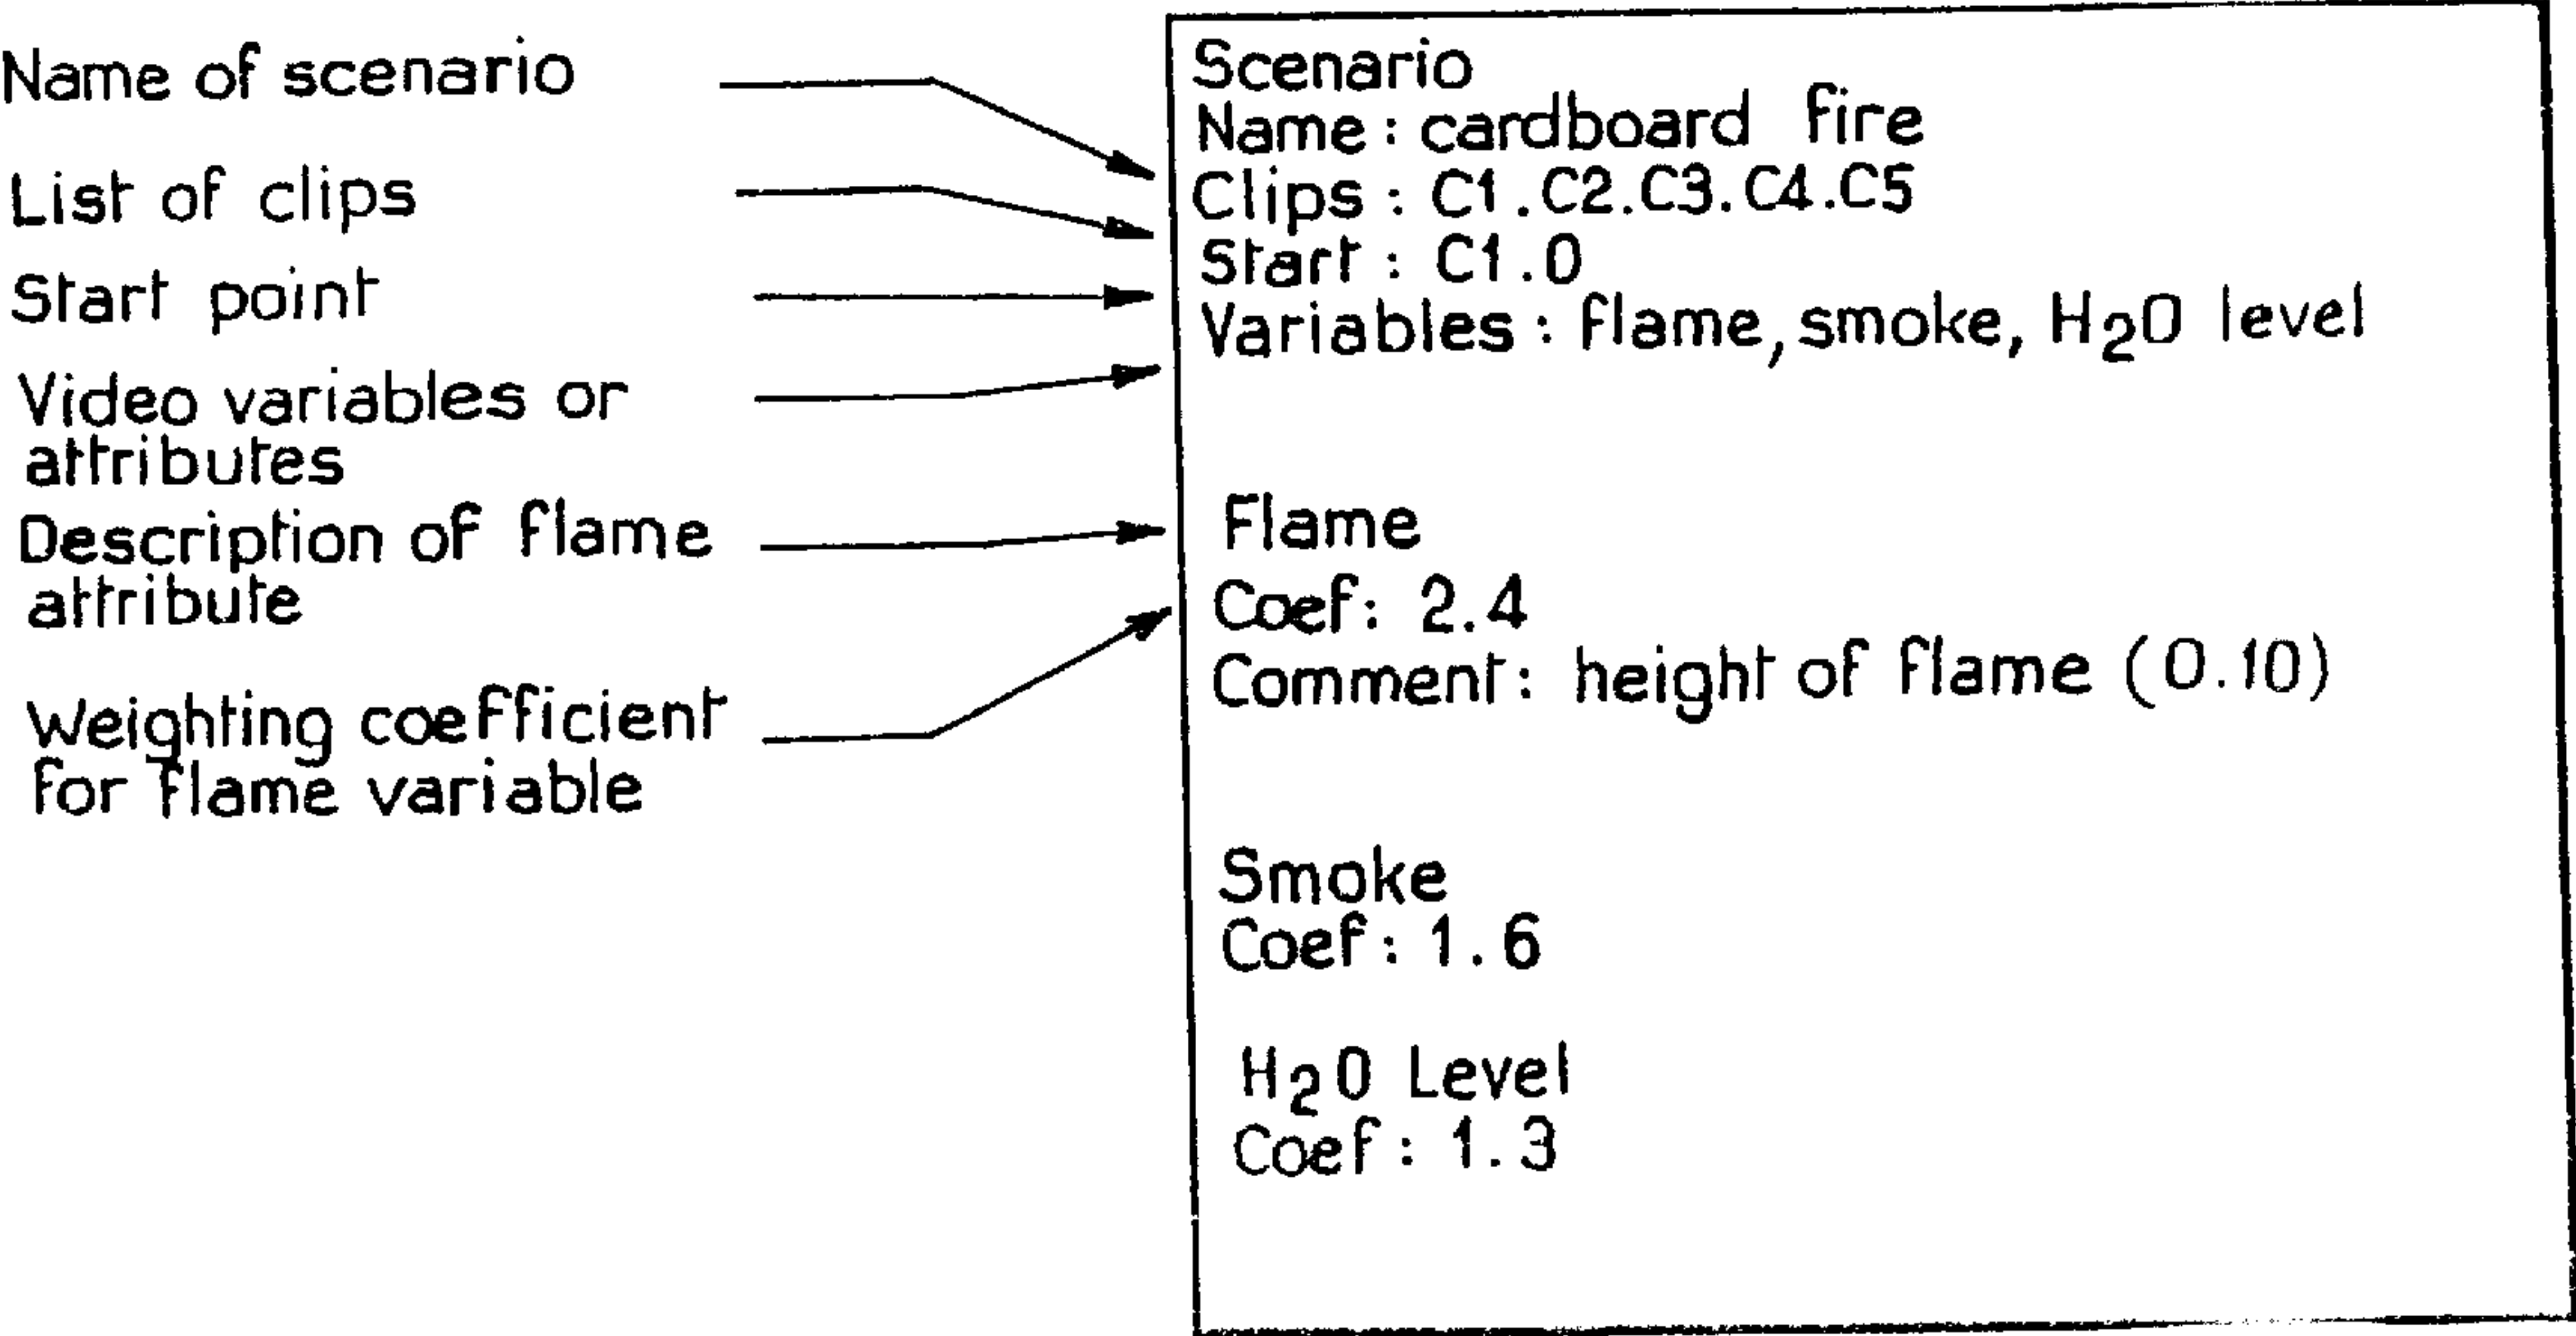 Name of scenario
List of clips
Start point
Video variables or
attributes
Description of flame
attribute
Weighting coefficient
for flame variable
Scenario
Name: cardboard fire
Clips: C1.C2.C3.C4.C5
Start: C1.0
Variables: flame, smoke, H2O level
Flame
Coef: 2.4
Comment: height of flame (0.10)
Smoke
Coef: 1.6
H2O Level
Coef: 1.3